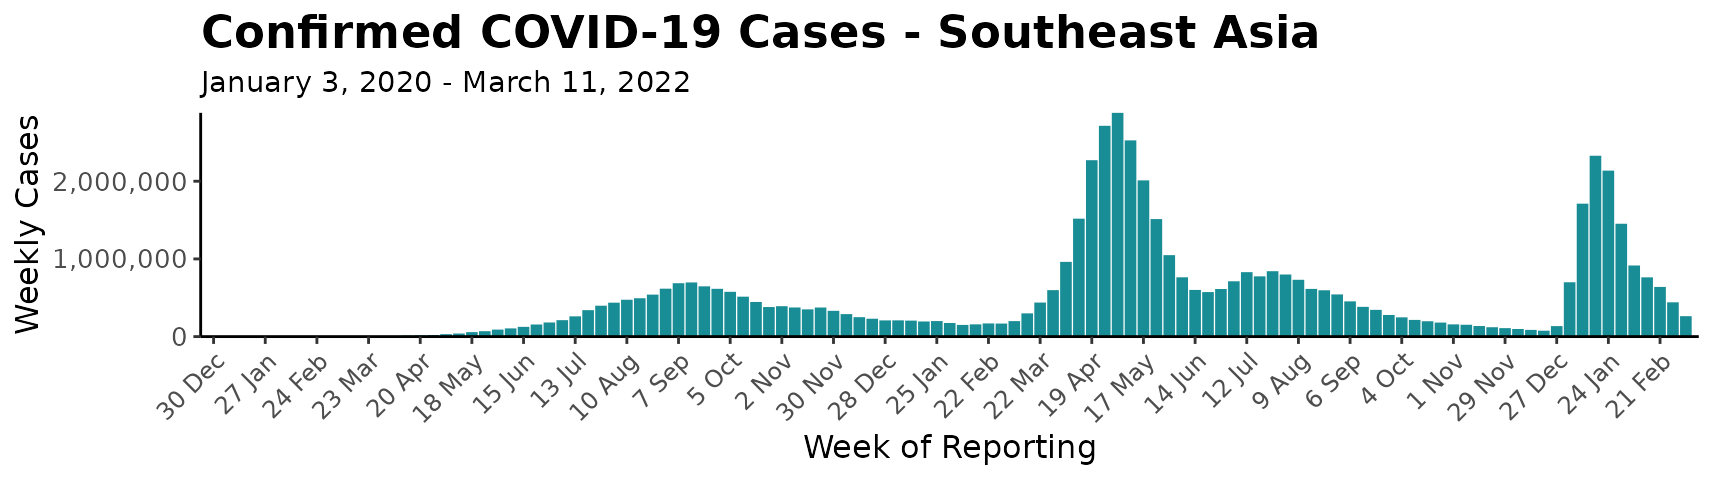 Confirmed COVID-19 Cases - Southeast Asia
January 3, 2020 - March 11, 2022
Weekly Cases
2,000,000
1,000,000
0
30 Dec
27 Jan
24 Feb
23 Mar
20 Apr
18 May
15 Jun
13 Jul
10 Aug
7 Sep
5 Oct
2 Nov
30 Nov
28 Dec
25 Jan
22 Feb
22 Mar
19 Apr
17 May
14 Jun
12 Jul
9 Aug
6 Sep
4 Oct
1 Nov
29 Nov
27 Dec
24 Jan
21 Feb
Week of Reporting